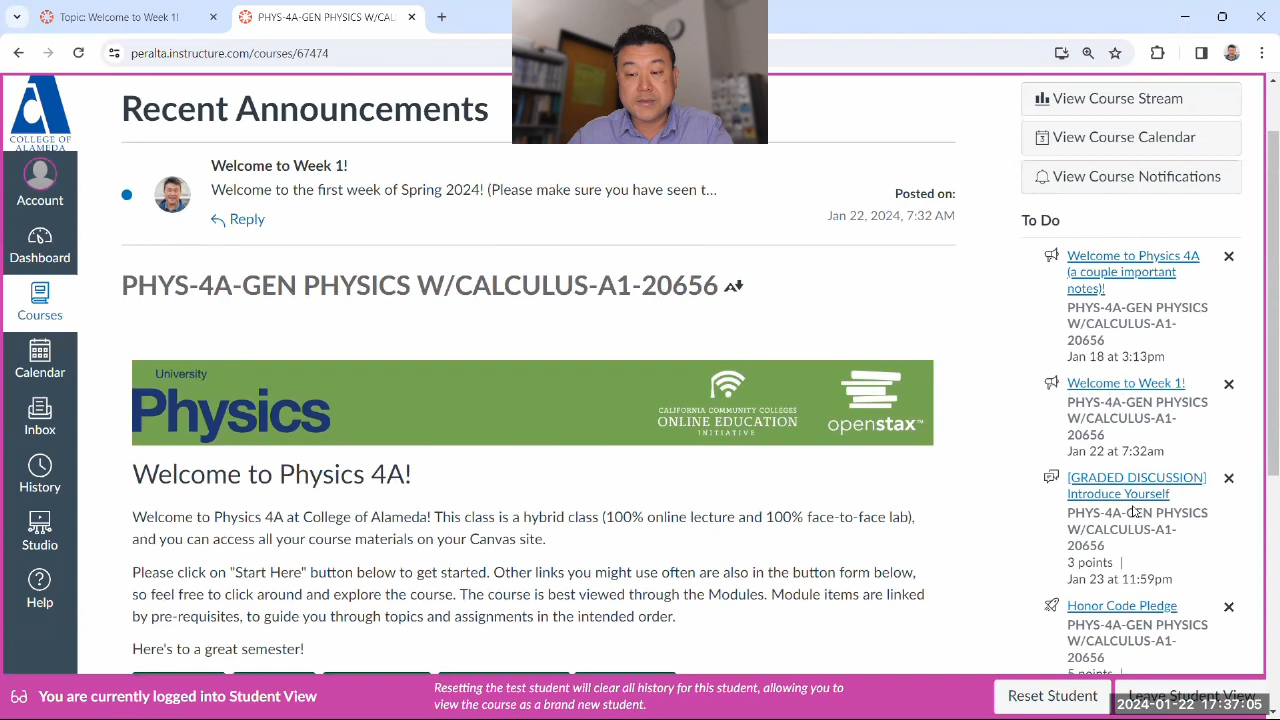 peralta.instructure.com/courses/67474
COLLEGE OF
ALAMEDA
Account
Dashboard
Courses
Calendar
Inbox
History
Studio
Help
Recent Announcements
Welcome to Week 1!
Welcome to the first week of Spring 2024! (Please make sure you have seen t...
Reply
Posted on:
Jan 22, 2024, 7:32 AM
PHYS-4A-GEN PHYSICS W/CALCULUS-A1-20656
University
Physics
CALIFORNIA COMMUNITY COLLEGES
ONLINE EDUCATION
INITIATIVE
openstax™
Welcome to Physics 4A!
Welcome to Physics 4A at College of Alameda! This class is a hybrid class (100% online lecture and 100% face-to-face lab),
and you can access all your course materials on your Canvas site.
Please click on "Start Here" button below to get started. Other links you might use often are also in the button form below,
so feel free to click around and explore the course. The course is best viewed through the Modules. Module items are linked
by pre-requisites, to guide you through topics and assignments in the intended order.
Here's to a great semester!
View Course Stream
View Course Calendar
View Course Notifications
To Do
Welcome to Physics 4A
(a couple important
notes)!
PHYS-4A-GEN PHYSICS
W/CALCULUS-A1-
20656
Jan 18 at 3:13pm
Welcome to Week 1!
PHYS-4A-GEN PHYSICS
W/CALCULUS-A1-
20656
Jan 22 at 7:32am
[GRADED DISCUSSION]
Introduce Yourself
PHYS-4A-GEN PHYSICS
W/CALCULUS-A1-
20656
3 points |
Jan 23 at 11:59pm
Honor Code Pledge
PHYS-4A-GEN PHYSICS
W/CALCULUS-A1-
20656
5 points |
You are currently logged into Student View
Resetting the test student will clear all history for this student, allowing you to
view the course as a brand new student.
Reset Student
Leave Student View
2024-01-22 17:37:05